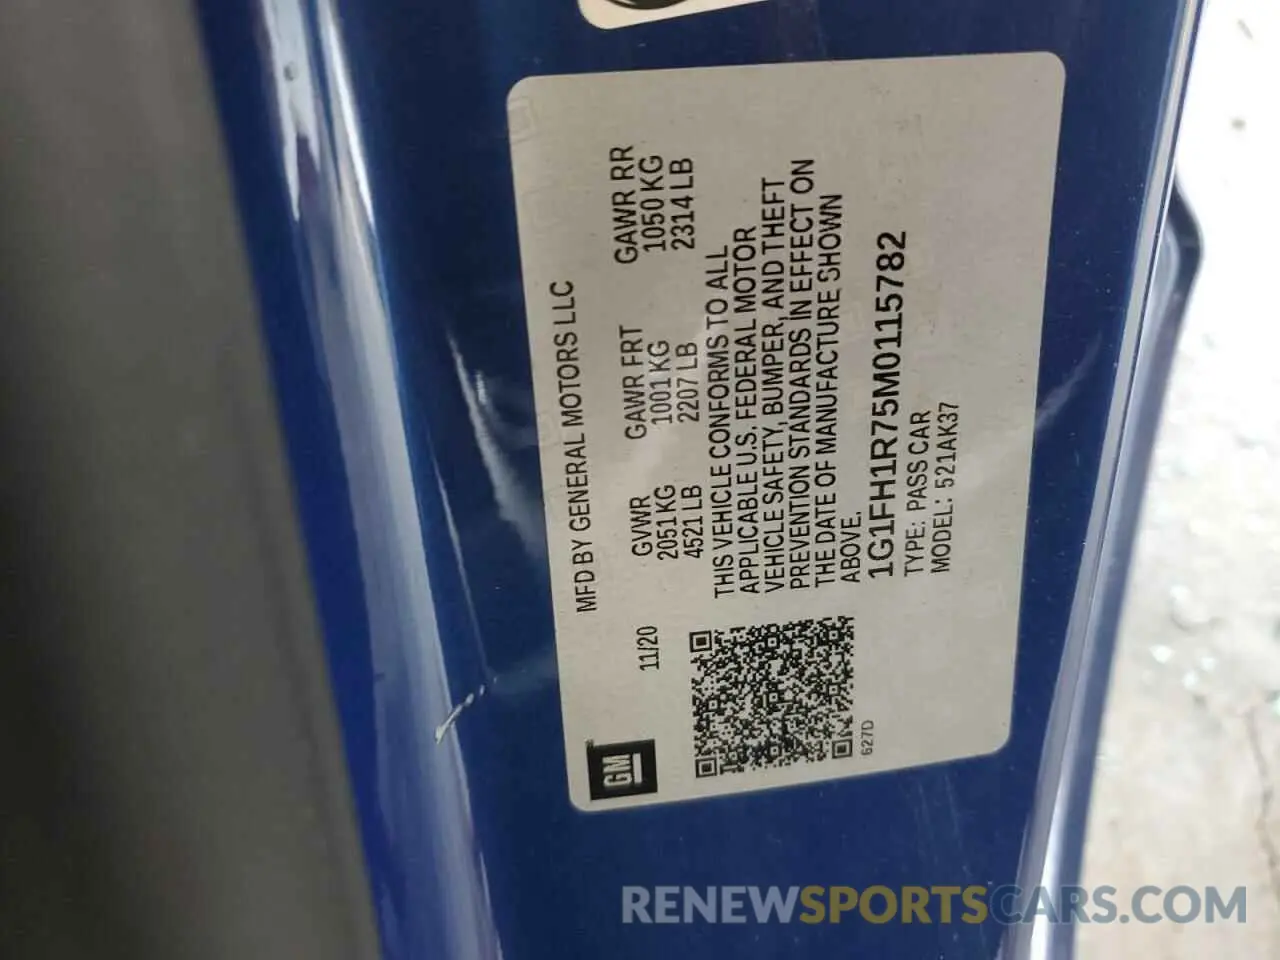 MFD BY GENERAL MOTORS LLC
11/20
GVWR GAWR FRT GAWR RR
2051 KG 1001 KG 1050 KG
4521 LB 2207 LB 2314 LB
THIS VEHICLE CONFORMS TO ALL
APPLICABLE U.S. FEDERAL MOTOR
VEHICLE SAFETY, BUMPER, AND THEFT
PREVENTION STANDARDS IN EFFECT ON
THE DATE OF MANUFACTURE SHOWN
ABOVE.
1G1FH1R75M0115782
TYPE: PASS CAR
MODEL: 521AK37
GM
627D
RENEWSPORTSCARS.COM